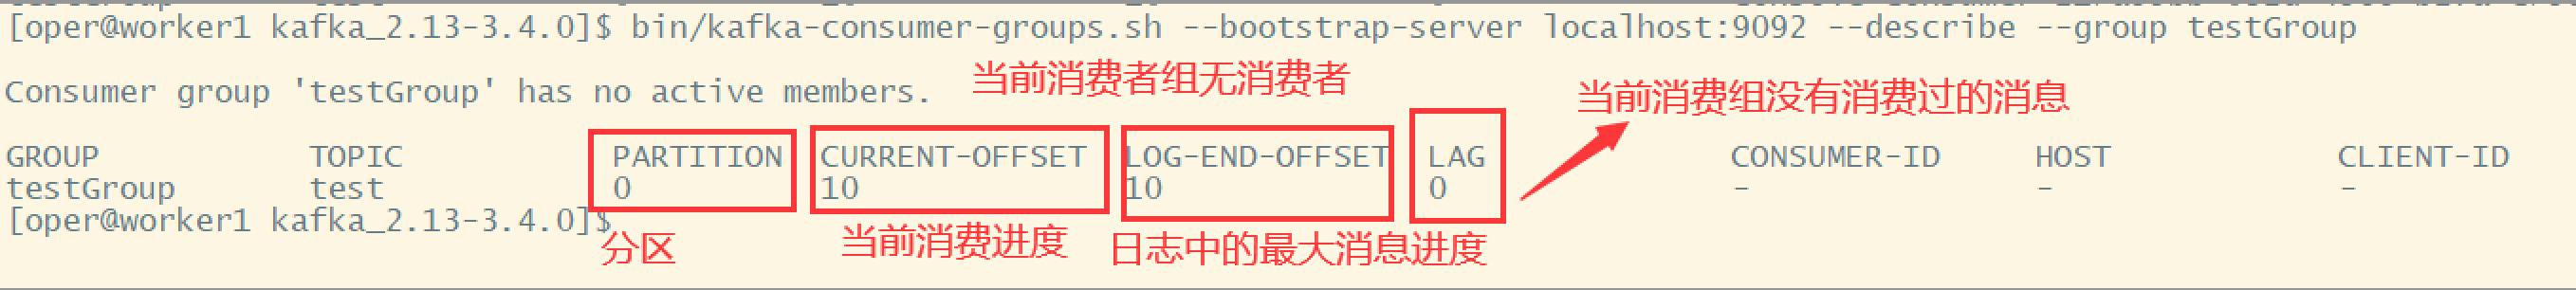 [oper@worker1 kafka_2.13-3.4.0]$ bin/kafka-consumer-groups.sh --bootstrap-server localhost:9092 --describe --group testGroup
当前消费者组无消费者
Consumer group 'testGroup' has no active members.
当前消费组没有消费过的消息
GROUP TOPIC PARTITION CURRENT-OFFSET LOG-END-OFFSET LAG CONSUMER-ID HOST CLIENT-ID
testGroup test 0 10 10 0 - - -
[oper@worker1 kafka_2.13-3.4.0]$
分区 当前消费进度 日志中的最大消息进度